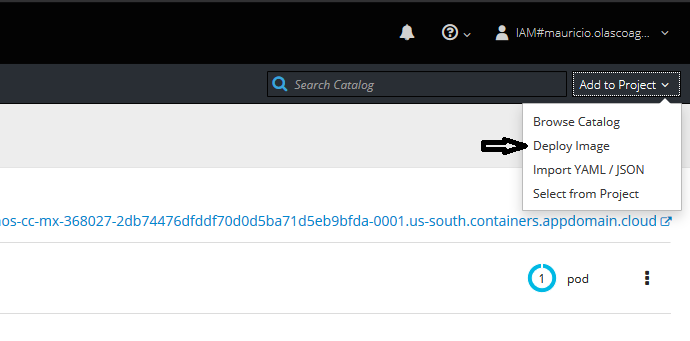 IAM#mauricio.olascoag...
Search Catalog
Add to Project
Browse Catalog
Deploy Image
Import YAML / JSON
Select from Project
os-cc-mx-368027-2db74476dfddf70d0d5ba71d5eb9bfda-0001.us-south.containers.appdomain.cloud
1 pod